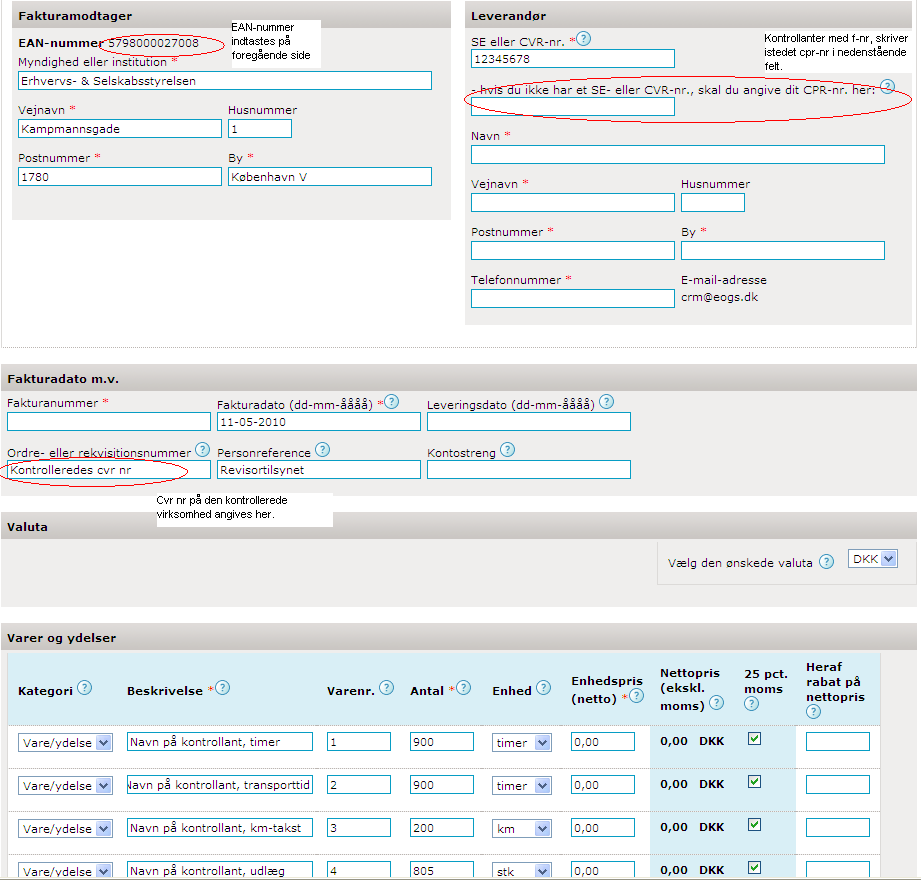 Fakturamodtager
EAN-nummer 5798000027008
EAN-nummer
indtastes på
foregående side
Myndighed eller institution *
Erhvervs- & Selskabsstyrelsen
Vejnavn *
Husnummer
Kampmannsgade
1
Postnummer *
By *
1780
København V
Leverandør
SE eller CVR-nr. * ?
12345678
Kontrollanter med f-nr, skriver
istedet cpr-nr i nedenstående
felt.
- hvis du ikke har et SE- eller CVR-nr., skal du angive dit CPR-nr. her: ?
Navn *
Vejnavn *
Husnummer
Postnummer *
By *
Telefonnummer *
E-mail-adresse
crm@eogs.dk
Fakturadato m.v.
Fakturanummer *
Fakturadato (dd-mm-åååå) * ?
Leveringsdato (dd-mm-åååå) ?
11-05-2010
Ordre- eller rekvisitionsnummer ?
Personreference ?
Kontostreng ?
Kontrolleredes cvr nr
Revisortilsynet
Cvr nr på den kontrollerede
virksomhed angives her.
Valuta
Vælg den ønskede valuta ?
DKK
Varer og ydelser
Kategori ?
Beskrivelse * ?
Varenr. ?
Antal * ?
Enhed ?
Enhedspris
(netto) * ?
Nettopris
(ekskl.
moms) ?
25 pct.
moms
?
Heraf
rabat på
nettopris
?
Vare/ydelse Navn på kontrollant, timer 1 900 timer 0,00 0,00 DKK
Vare/ydelse Navn på kontrollant, transporttid 2 900 timer 0,00 0,00 DKK
Vare/ydelse Navn på kontrollant, km-takst 3 200 km 0,00 0,00 DKK
Vare/ydelse Navn på kontrollant, udlæg 4 805 stk 0,00 0,00 DKK